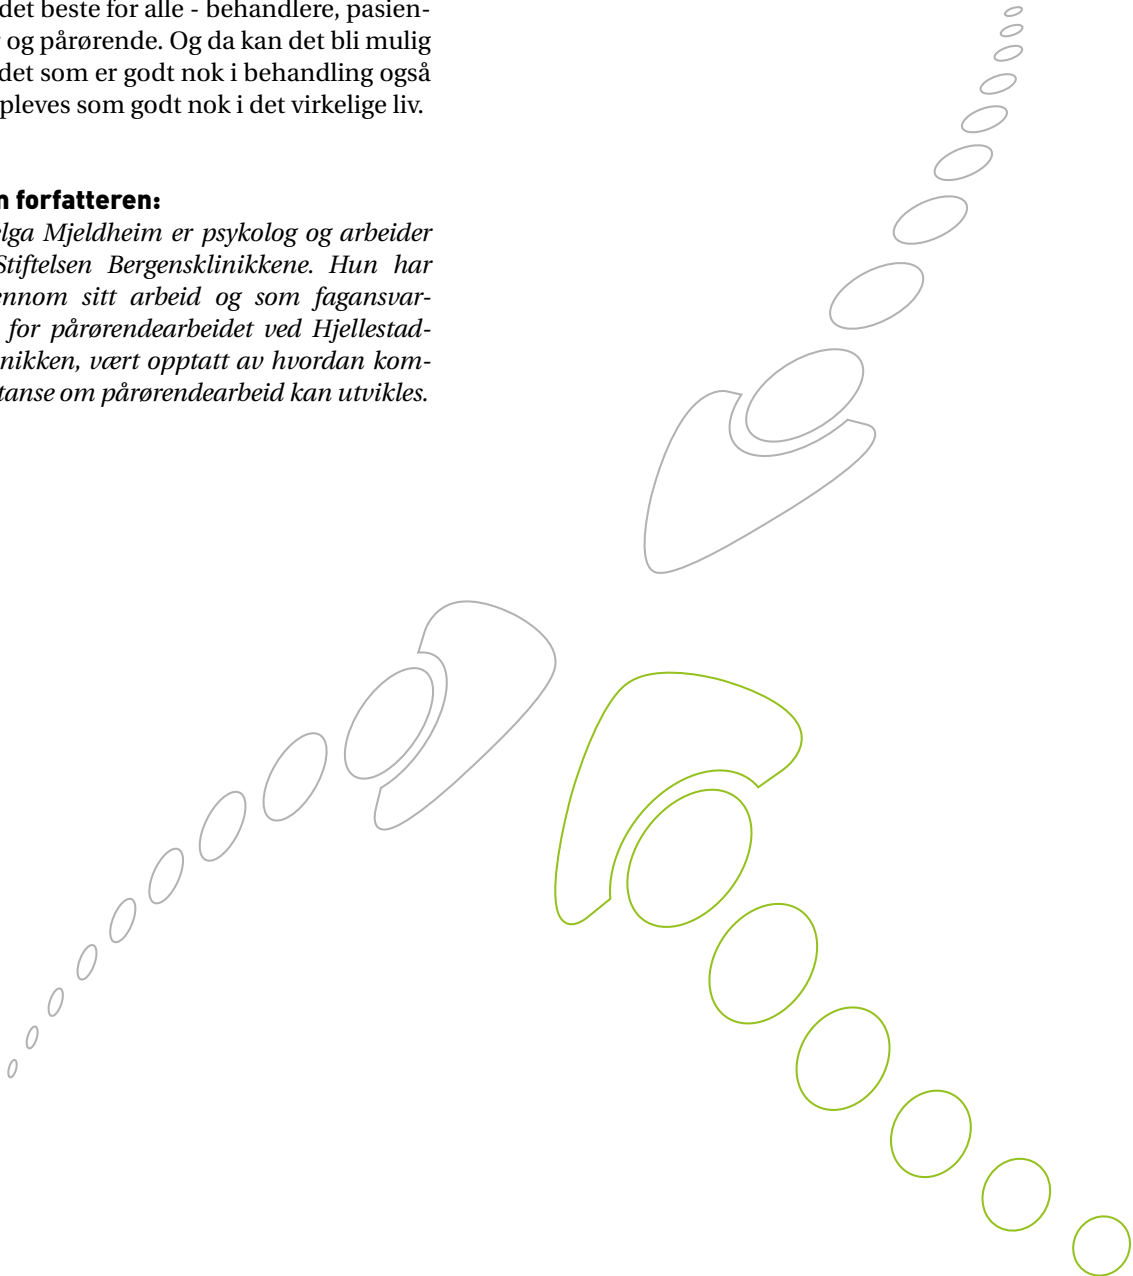 det beste for alle - behandlere, pasien-
og pårørende. Og da kan det bli mulig
det som er godt nok i behandling også
pleves som godt nok i det virkelige liv.
forfatteren:
elga Mjeldheim er psykolog og arbeider
Stiftelsen Bergensklinikkene. Hun har
ennom sitt arbeid og som fagansvar-
for pårørendearbeidet ved Hjellestad-
nikken, vært opptatt av hvordan kom-
tanse om pårørendearbeid kan utvikles.